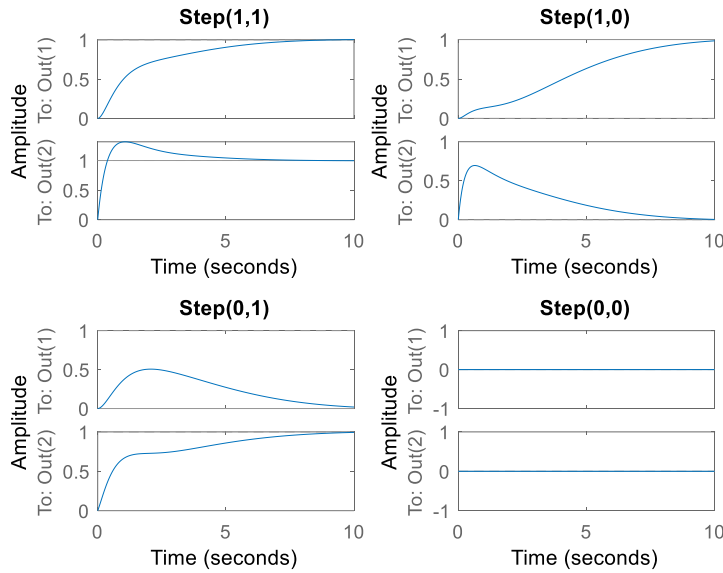 Step(1,1)
Amplitude
To: Out(1)
1
0.5
0
To: Out(2)
1
0.5
0
0
5
10
Time (seconds)
Step(1,0)
Amplitude
To: Out(1)
1
0.5
0
To: Out(2)
1
0.5
0
0
5
10
Time (seconds)
Step(0,1)
Amplitude
To: Out(1)
1
0.5
0
To: Out(2)
1
0.5
0
0
5
10
Time (seconds)
Step(0,0)
Amplitude
To: Out(1)
1
0
-1
To: Out(2)
1
0
-1
0
5
10
Time (seconds)